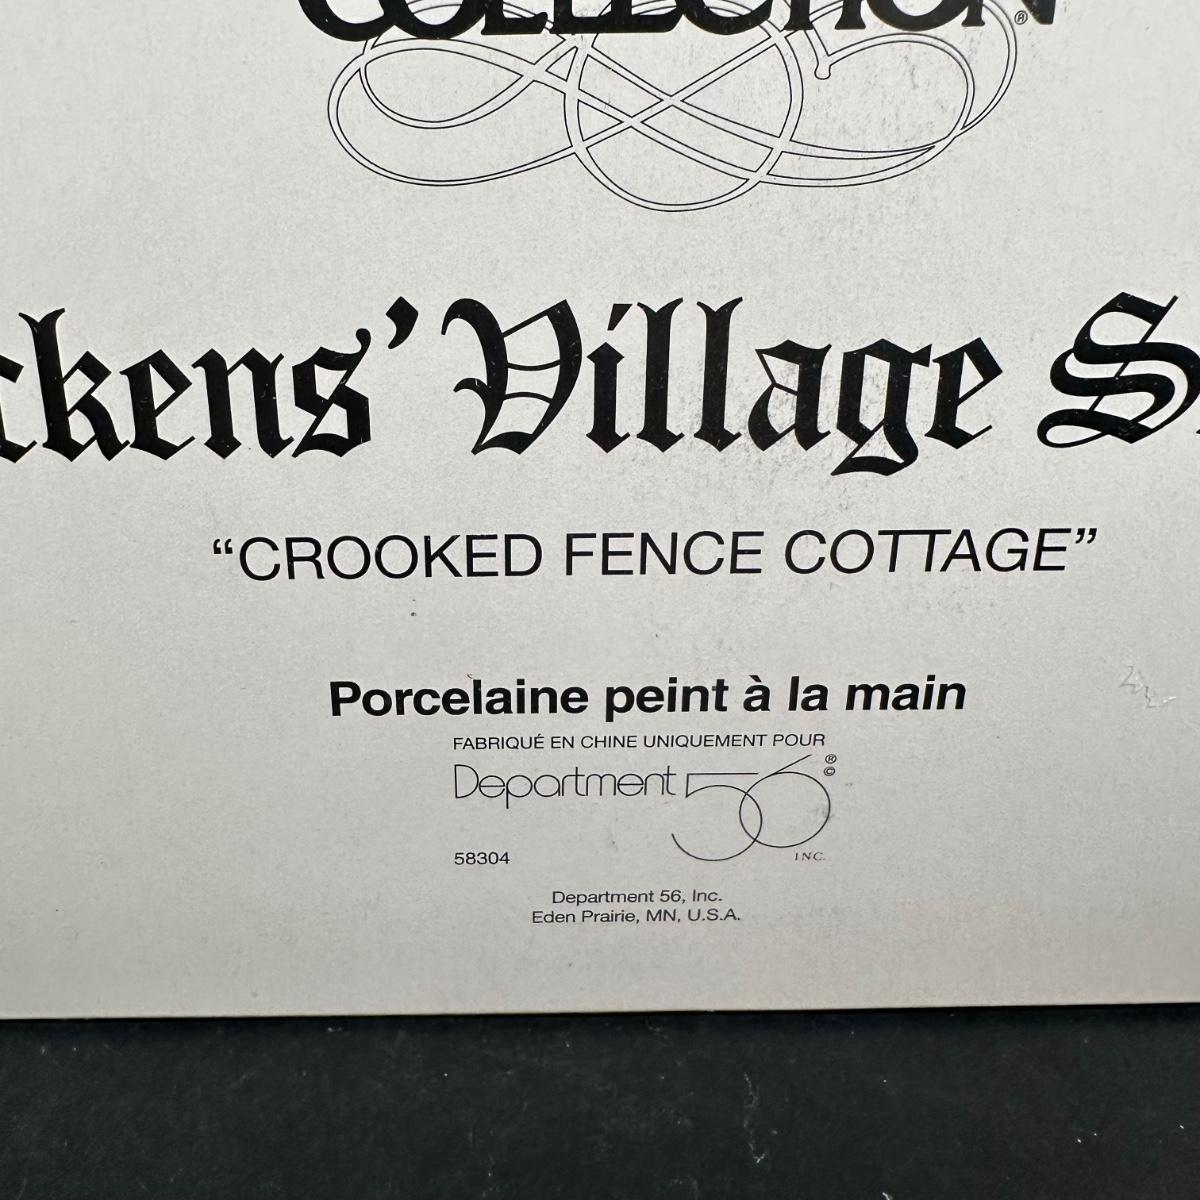 COLLECTION®
ckens' Village S
“CROOKED FENCE COTTAGE”
Porcelaine peint à la main
FABRIQUÉ EN CHINE UNIQUEMENT POUR
Department 56 ® ©
INC.
58304
Department 56, Inc.
Eden Prairie, MN, U.S.A.